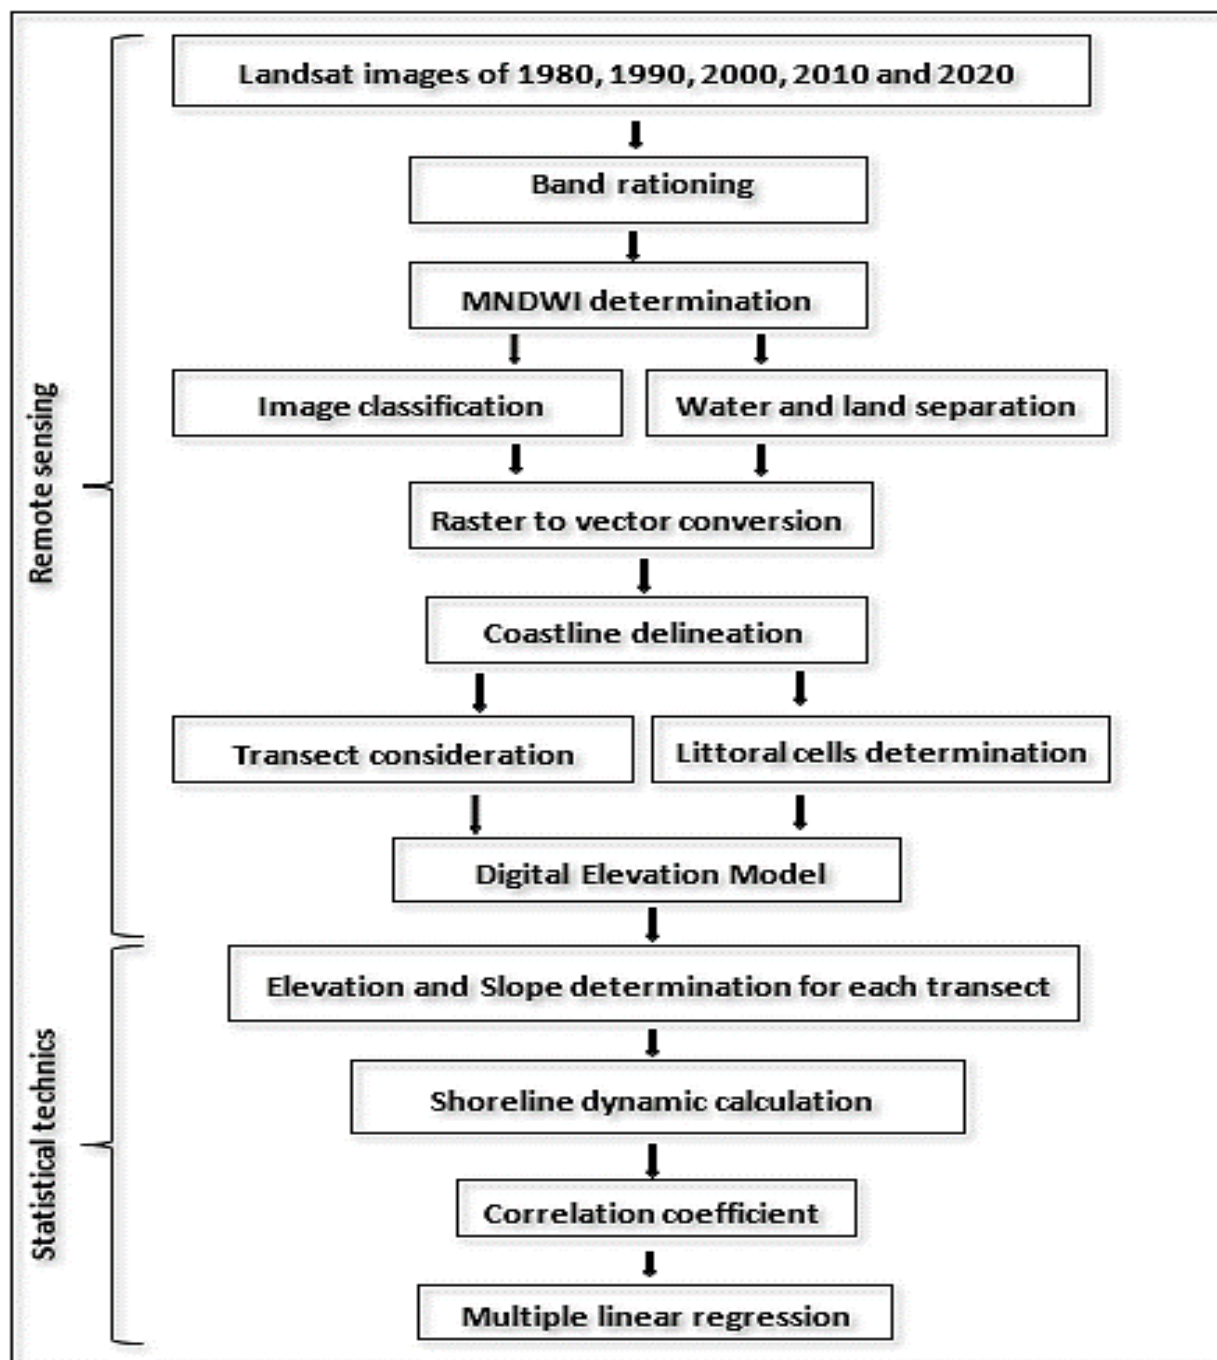 Landsat images of 1980, 1990, 2000, 2010 and 2020
Band rationing
MNDWI determination
Image classification
Water and land separation
Raster to vector conversion
Coastline delineation
Transect consideration
Littoral cells determination
Digital Elevation Model
Remote sensing
Elevation and Slope determination for each transect
Shoreline dynamic calculation
Correlation coefficient
Multiple linear regression
Statistical technics